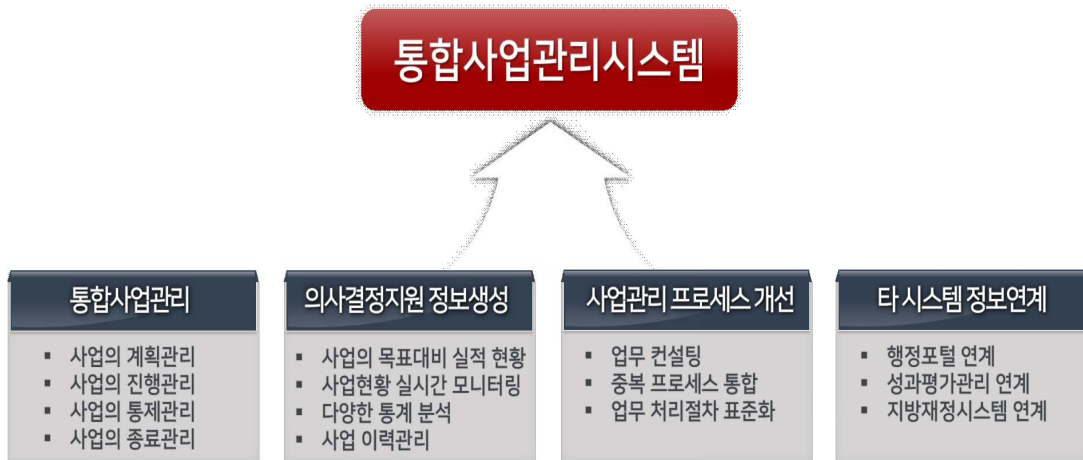 통합사업관리시스템
통합사업관리
▪ 사업의 계획관리
▪ 사업의 진행관리
▪ 사업의 통제관리
▪ 사업의 종료관리
의사결정지원 정보생성
▪ 사업의 목표대비 실적 현황
▪ 사업현황 실시간 모니터링
▪ 다양한 통계 분석
▪ 사업 이력관리
사업관리 프로세스 개선
▪ 업무 컨설팅
▪ 중복 프로세스 통합
▪ 업무 처리절차 표준화
타 시스템 정보연계
▪ 행정포털 연계
▪ 성과평가관리 연계
▪ 지방재정시스템 연계